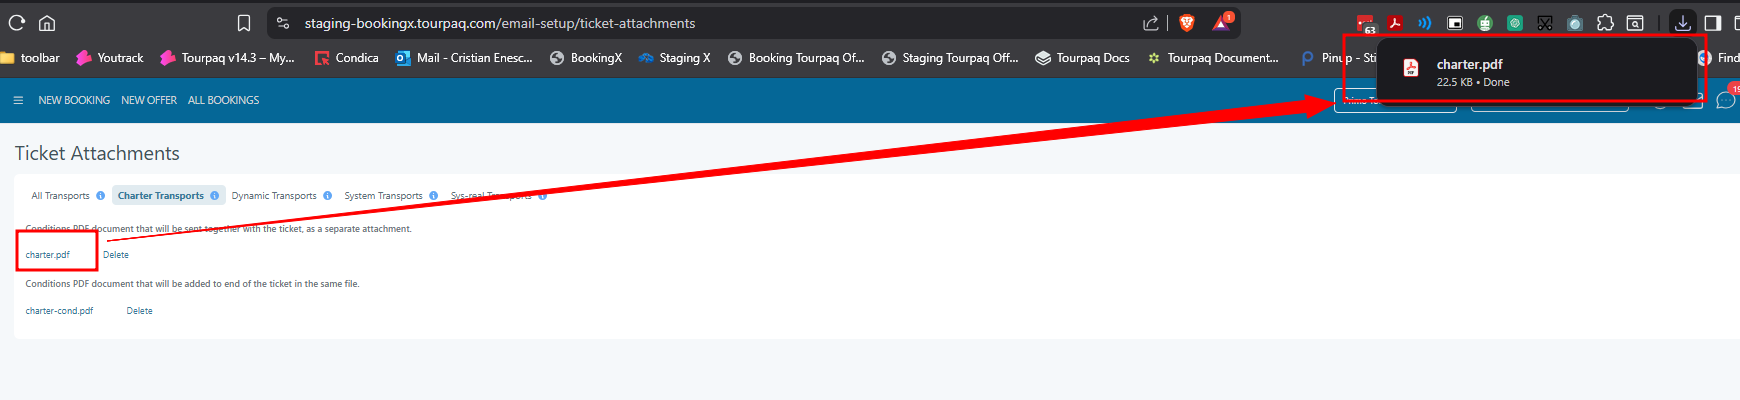 staging-bookingx.tourpaq.com/email-setup/ticket-attachments
1
63
toolbar
Youtrack
Tourpaq v14.3 – My...
Condica
Mail - Cristian Enesc...
BookingX
Staging X
Booking Tourpaq Of...
Staging Tourpaq Off...
Tourpaq Docs
Tourpaq Document...
Pinup - Sti
Find
charter.pdf
22.5 KB • Done
NEW BOOKING
NEW OFFER
ALL BOOKINGS
19
Ticket Attachments
All Transports
Charter Transports
Dynamic Transports
System Transports
Sys-real Transports
Conditions PDF document that will be sent together with the ticket, as a separate attachment.
charter.pdf
Delete
Conditions PDF document that will be added to end of the ticket in the same file.
charter-cond.pdf
Delete